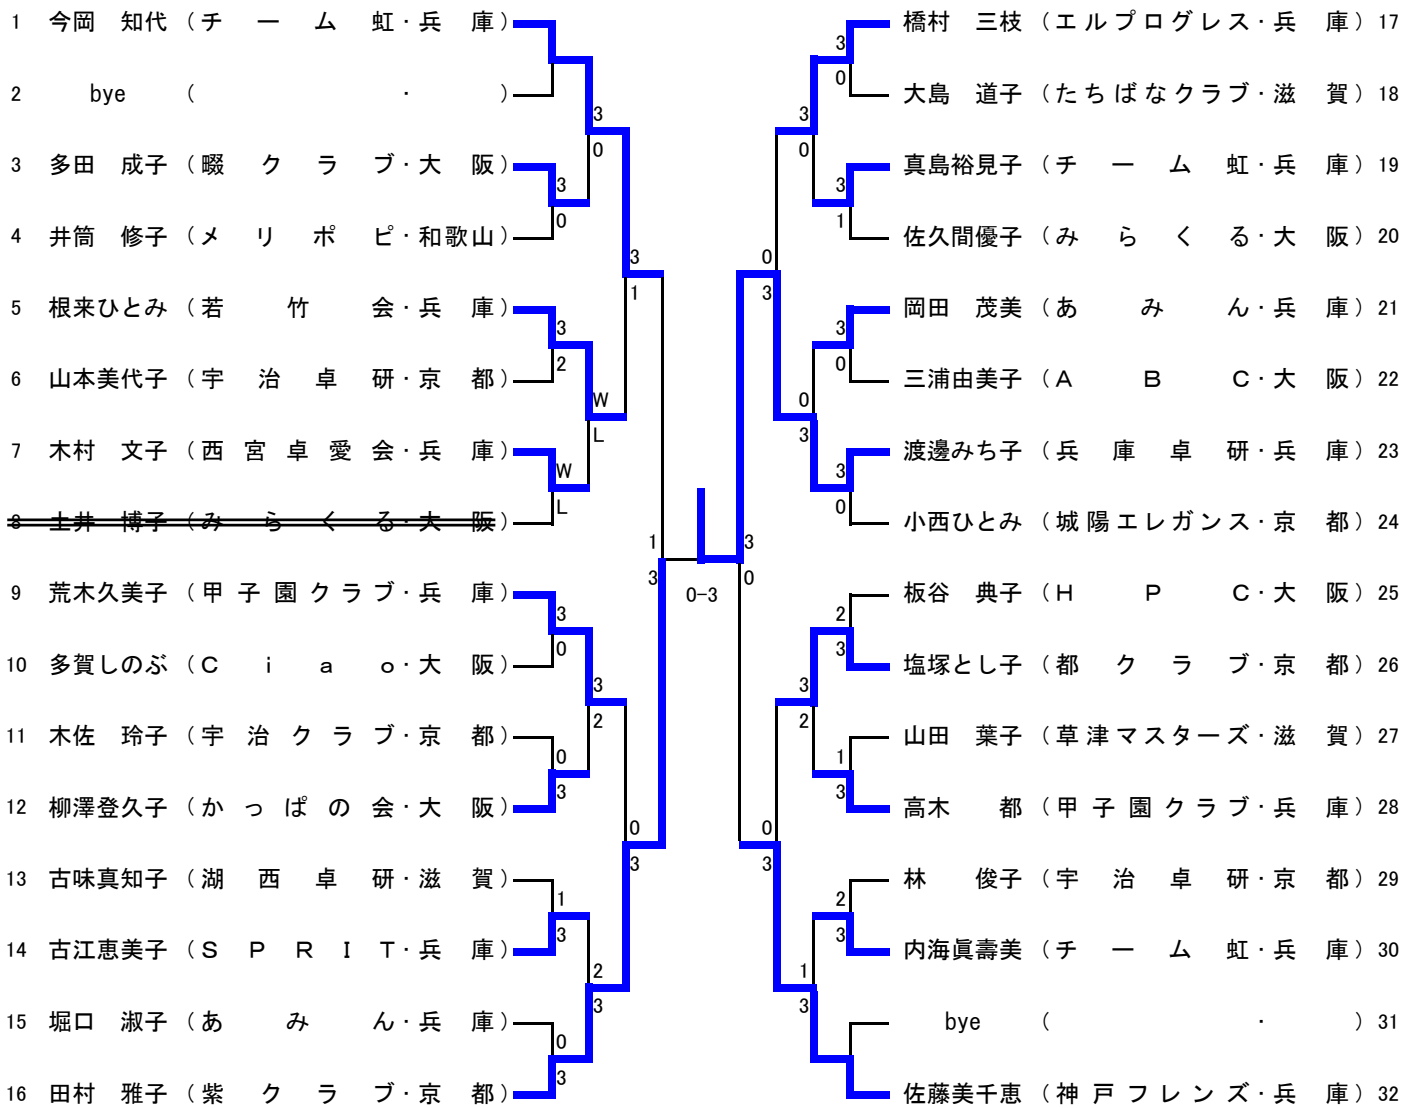 1 今岡 知代 (チーム虹・兵庫)
2 bye ( ・ )
3 多田 成子 (畷クラブ・大阪)
4 井筒 修子 (メリポピ・和歌山)
5 根来ひとみ (若竹会・兵庫)
6 山本美代子 (宇治卓研・京都)
7 木村 文子 (西宮卓愛会・兵庫)
8 土井 博子 (みらくる・大阪)
9 荒木久美子 (甲子園クラブ・兵庫)
10 多賀しのぶ (Ciao・大阪)
11 木佐 玲子 (宇治クラブ・京都)
12 柳澤登久子 (かっぱの会・大阪)
13 古味真知子 (湖西卓研・滋賀)
14 古江恵美子 (SPRIT・兵庫)
15 堀口 淑子 (あみん・兵庫)
16 田村 雅子 (紫クラブ・京都)
3
0
3
0
3
1
3
2
W
L
W
L
1
3
3
0
3
2
0
3
0
3
1
3
2
3
0
3
0-3
橋村 三枝 (エルプログレス・兵庫) 17
大島 道子 (たちばなクラブ・滋賀) 18
真島裕見子 (チーム虹・兵庫) 19
佐久間優子 (みらくる・大阪) 20
岡田 茂美 (あみん・兵庫) 21
三浦由美子 (ABC・大阪) 22
渡邊みち子 (兵庫卓研・兵庫) 23
小西ひとみ (城陽エレガンス・京都) 24
板谷 典子 (HPC・大阪) 25
塩塚とし子 (都クラブ・京都) 26
山田 葉子 (草津マスターズ・滋賀) 27
高木 都 (甲子園クラブ・兵庫) 28
林 俊子 (宇治卓研・京都) 29
内海眞壽美 (チーム虹・兵庫) 30
bye ( ・ ) 31
佐藤美千恵 (神戸フレンズ・兵庫) 32
3
0
3
0
3
1
0
3
3
0
0
3
3
0
3
0
2
3
3
2
1
3
0
3
2
3
1
3